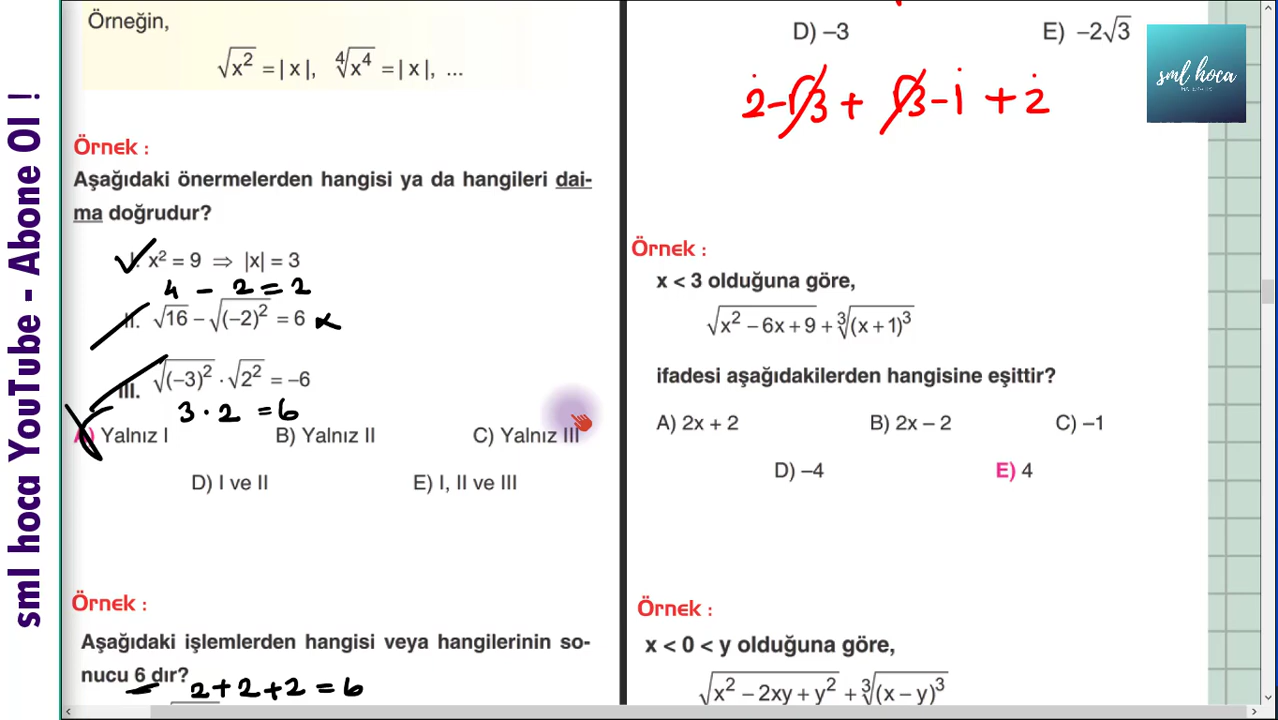 sml hoca YouTube - Abone Ol !
Örneğin,
√x² = | x |, ⁴√x⁴ = | x |, ...
Örnek :
Aşağıdaki önermelerden hangisi ya da hangileri dai-
ma doğrudur?
I. x² = 9 ⇒ |x| = 3
4 - 2 = 2
II. √16 − √(−2)² = 6
III. √(−3)² · √2² = −6
3 · 2 = 6
A) Yalnız I B) Yalnız II C) Yalnız III
D) I ve II E) I, II ve III
Örnek :
Aşağıdaki işlemlerden hangisi veya hangilerinin so-
nucu 6 dır?
2+2+2 = 6
D) −3 E) −2√3
2-√3 + √3-1 + 2
sml hoca
Örnek :
x < 3 olduğuna göre,
√x² − 6x + 9 + ³√(x + 1)³
ifadesi aşağıdakilerden hangisine eşittir?
A) 2x + 2 B) 2x − 2 C) −1
D) −4 E) 4
Örnek :
x < 0 < y olduğuna göre,
√x² − 2xy + y² + ³√(x − y)³